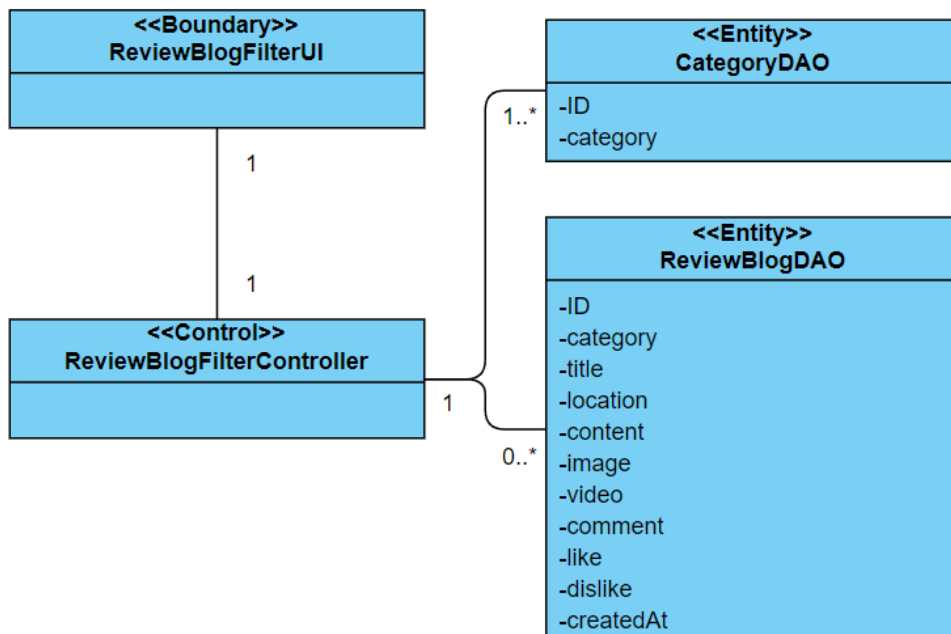 <<Boundary>>
ReviewBlogFilterUI
1
1
<<Control>>
ReviewBlogFilterController
1
1..*
0..*
<<Entity>>
CategoryDAO
-ID
-category
<<Entity>>
ReviewBlogDAO
-ID
-category
-title
-location
-content
-image
-video
-comment
-like
-dislike
-createdAt